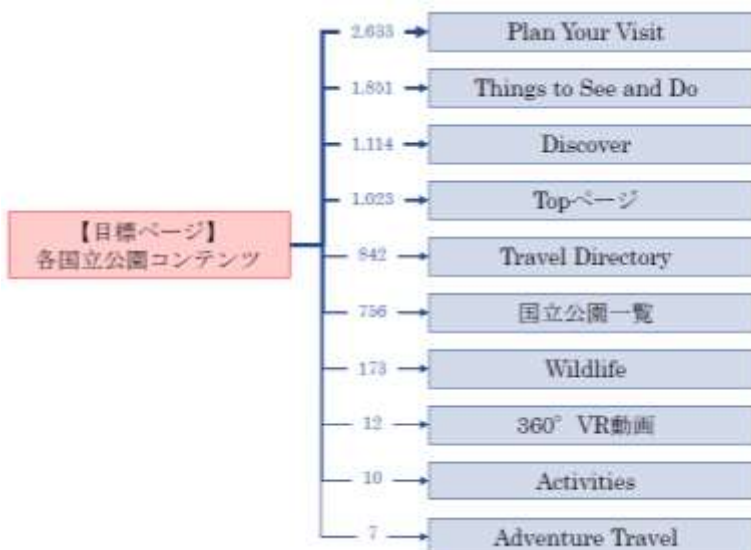 2,633
Plan Your Visit
1,801
Things to See and Do
1,114
Discover
1,023
Topページ
【目標ページ】
各国立公園コンテンツ
842
Travel Directory
756
国立公園一覧
173
Wildlife
12
360° VR動画
10
Activities
7
Adventure Travel